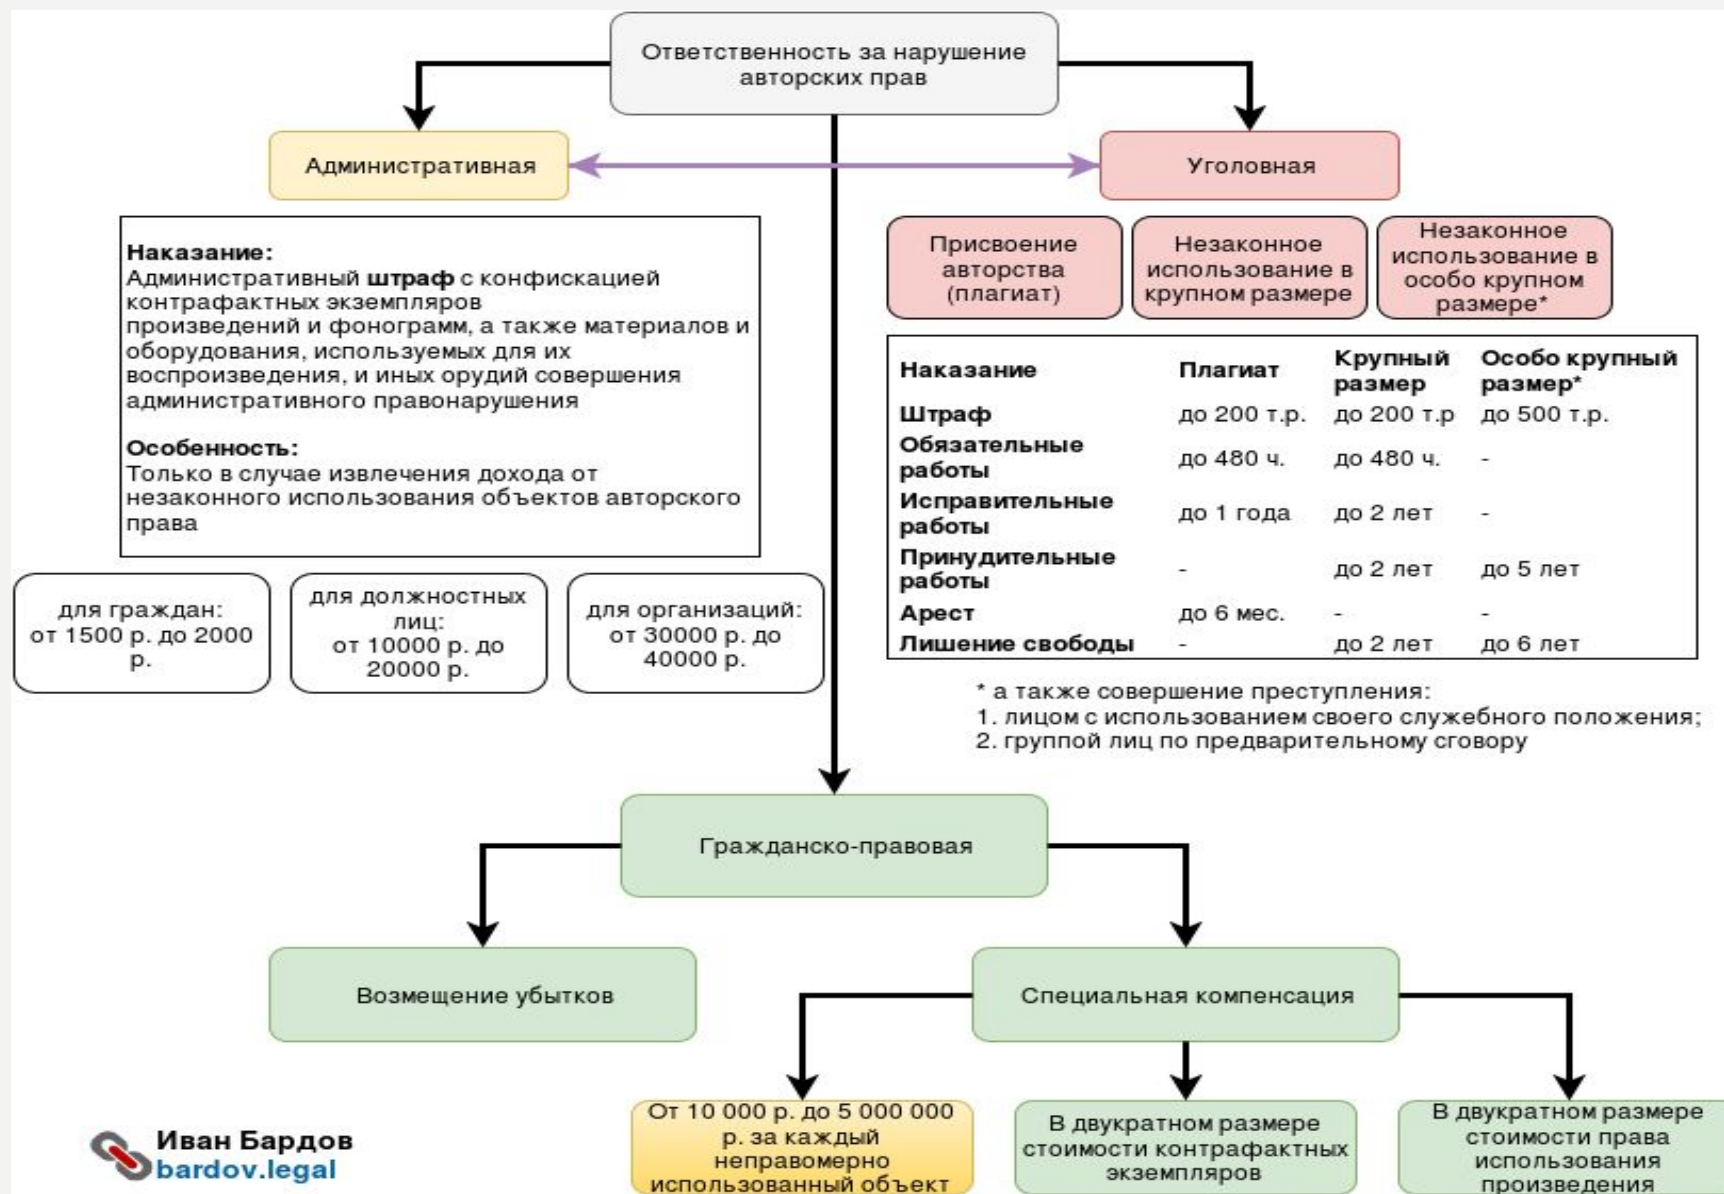 Ответственность за нарушение
авторских прав
Административная
Уголовная
Наказание:
Административный штраф с конфискацией
контрафактных экземпляров
произведений и фонограмм, а также материалов и
оборудования, используемых для их
воспроизведения, и иных орудий совершения
административного правонарушения
Особенность:
Только в случае извлечения дохода от
незаконного использования объектов авторского
права
для граждан:
от 1500 р. до 2000
р.
для должностных
лиц:
от 10000 р. до
20000 р.
для организаций:
от 30000 р. до
40000 р.
Присвоение
авторства
(плагиат)
Незаконное
использование в
крупном размере
Незаконное
использование в
особо крупном
размере*
Наказание Плагиат Крупный размер Особо крупный размер*
Штраф до 200 т.р. до 200 т.р до 500 т.р.
Обязательные работы до 480 ч. до 480 ч. -
Исправительные работы до 1 года до 2 лет -
Принудительные работы - до 2 лет до 5 лет
Арест до 6 мес. - -
Лишение свободы - до 2 лет до 6 лет
* а также совершение преступления:
1. лицом с использованием своего служебного положения;
2. группой лиц по предварительному сговору
Гражданско-правовая
Возмещение убытков
Специальная компенсация
От 10 000 р. до 5 000 000
р. за каждый
неправомерно
использованный объект
В двукратном размере
стоимости контрафактных
экземпляров
В двукратном размере
стоимости права
использования
произведения
Иван Бардов
bardov.legal